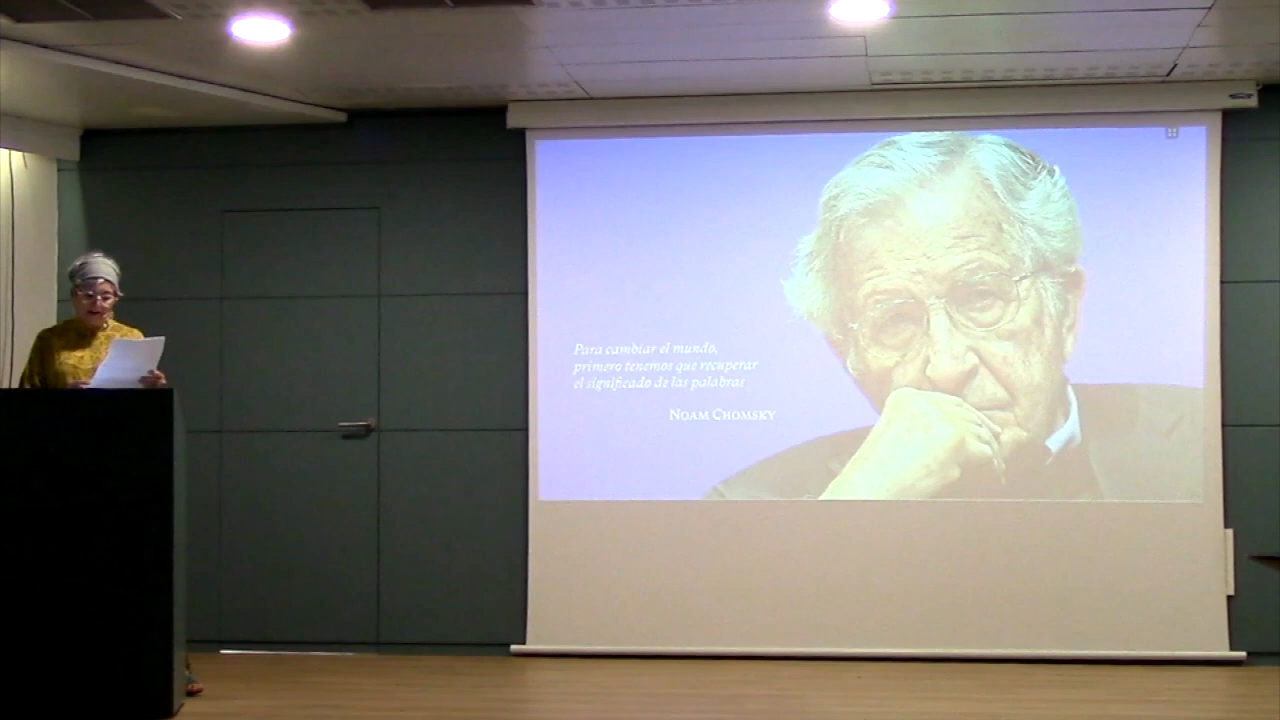 Para cambiar el mundo,
primero tenemos que recuperar
el significado de las palabras
NOAM CHOMSKY